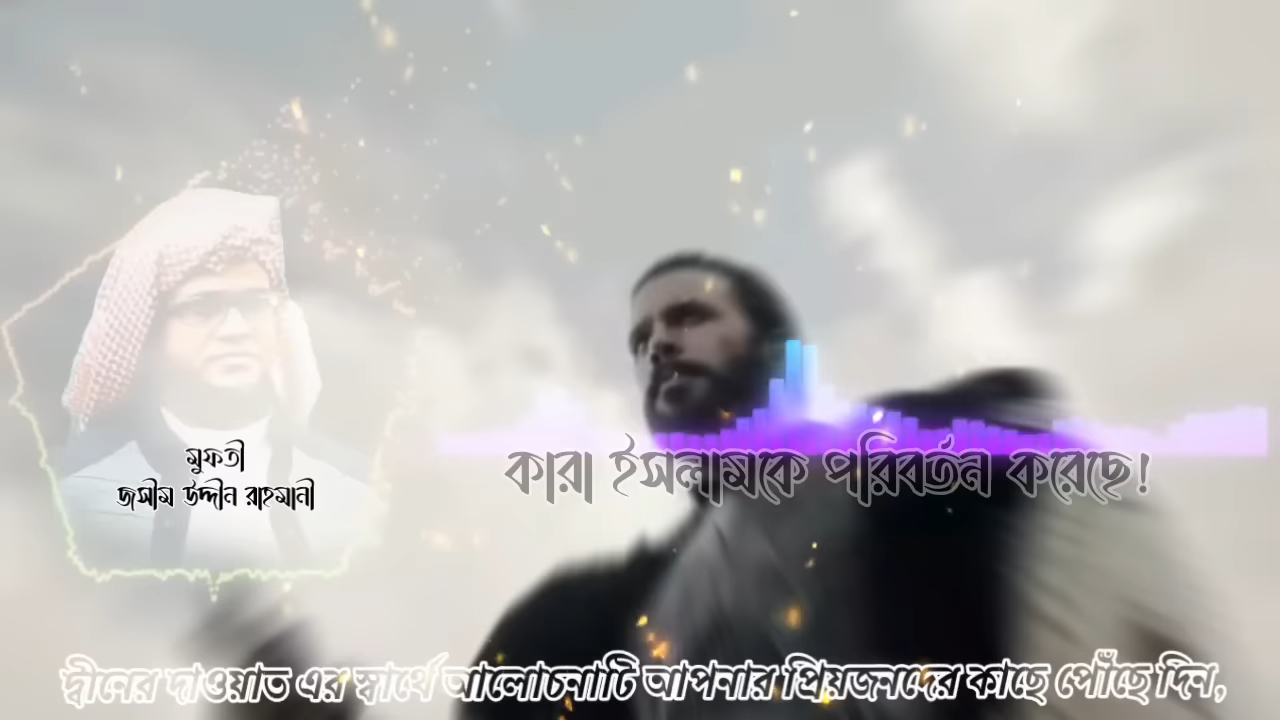 মুফতী
জসীম উদ্দীন রাহমানী
কারা ইসলামকে পরিবর্তন করেছে!
দ্বীনের দাওয়াত এর স্বার্থে আলোচনাটি আপনার প্রিয়জনদের কাছে পৌঁছে দিন,